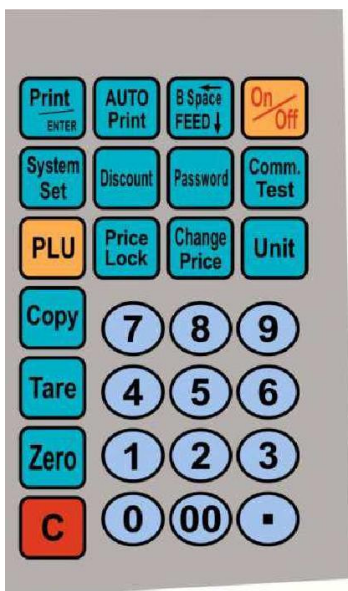 Print
ENTER
AUTO
Print
B Space
FEED↓
On/Off
System
Set
Discount
Password
Comm.
Test
PLU
Price
Lock
Change
Price
Unit
Copy
7
8
9
Tare
4
5
6
Zero
1
2
3
C
0
00
.